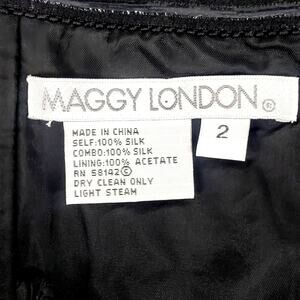 MAGGY LONDON®
2
MADE IN CHINA
SELF:100% SILK
COMBO:100% SILK
LINING:100% ACETATE
RN 58142 ©
DRY CLEAN ONLY
LIGHT STEAM